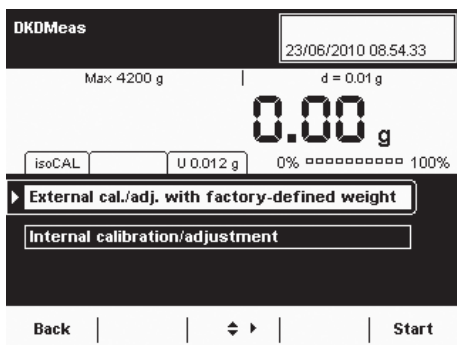 DKDMeas
23/06/2010 08.54.33
Max 4200 g d = 0.01 g
0.00 g
isoCAL U 0.012 g 0% 100%
External cal./adj. with factory-defined weight
Internal calibration/adjustment
Back Start